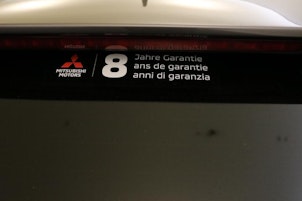 MITSUBISHI
MOTORS
8
Jahre Garantie
ans de garantie
anni di garanzia